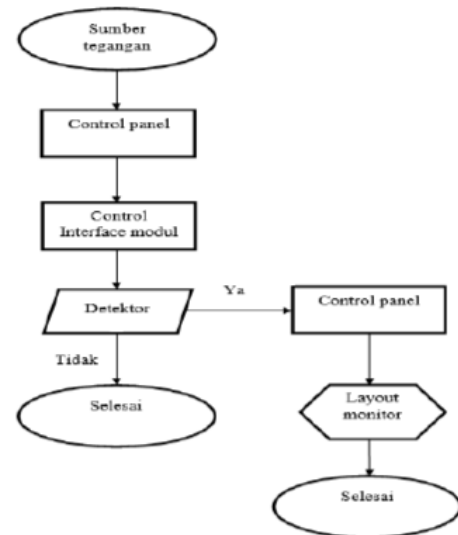 Sumber
tegangan
Control panel
Control
Interface modul
Detektor
Ya
Control panel
Tidak
Layout
monitor
Selesai
Selesai